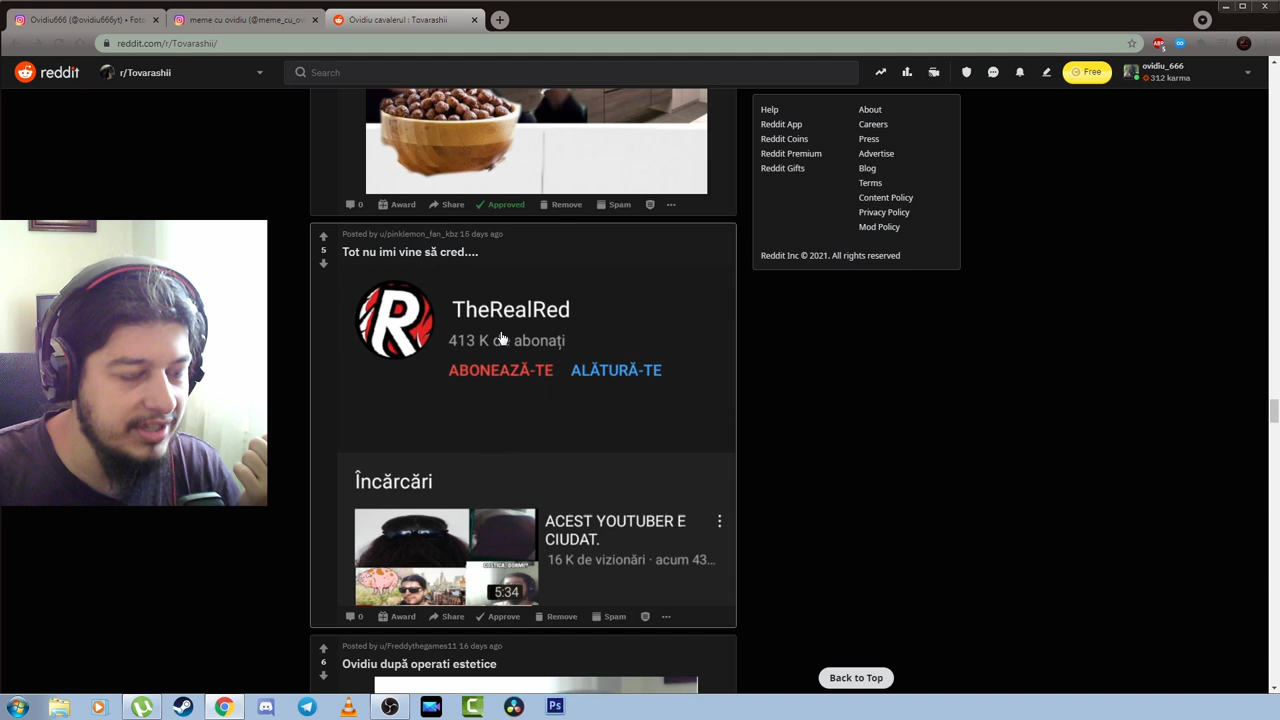 Ovidiu666 (@ovidiu666yt) • Foto
meme cu ovidiu (@meme_cu_ovi
Ovidiu cavalerul : Tovarashii
reddit.com/r/Tovarashii/
ABP
5
reddit
r/Tovarashii
Search
Free
ovidiu_666
312 karma
Help
About
Reddit App
Careers
Reddit Coins
Press
Reddit Premium
Advertise
Reddit Gifts
Blog
Terms
Content Policy
Privacy Policy
Mod Policy
Reddit Inc © 2021. All rights reserved
0 Award Share Approved Remove Spam
Posted by u/pinklemon_fan_kbz 15 days ago
5
Tot nu imi vine să cred....
R
TheRealRed
413 K de abonați
ABONEAZĂ-TE ALĂTURĂ-TE
Încărcări
ACEST YOUTUBER E
CIUDAT.
16 K de vizionări · acum 43...
5:34
0 Award Share Approve Remove Spam
Posted by u/Freddythegames11 16 days ago
6
Ovidiu după operati estetice
Back to Top
Ps